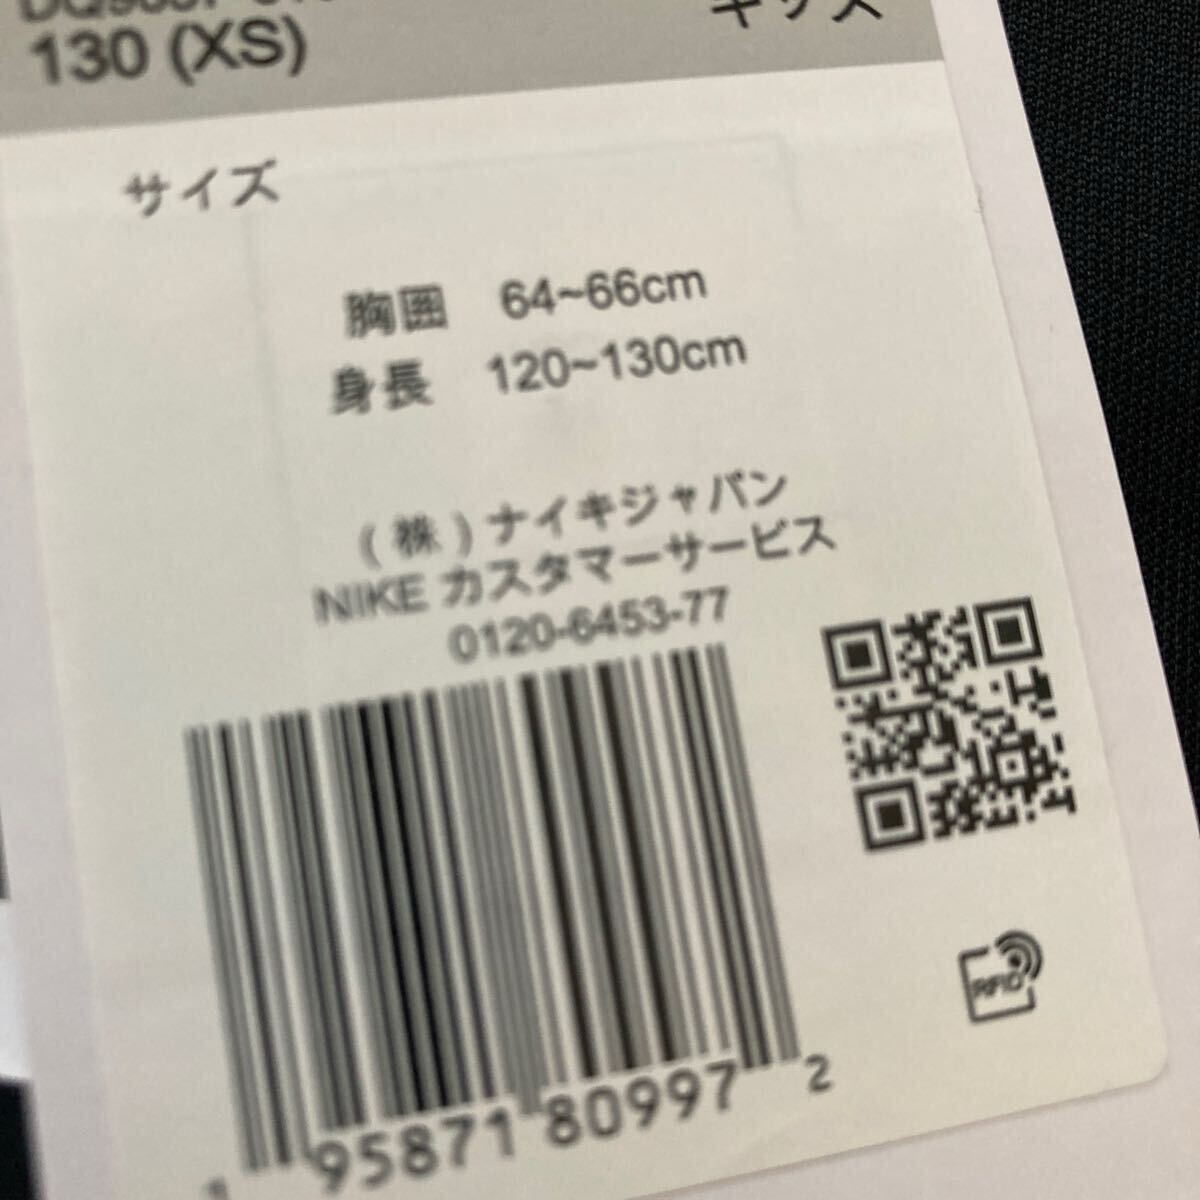 キッズ
130 (XS)
サイズ
胸囲 64~66cm
身長 120~130cm
(株)ナイキジャパン
NIKE カスタマーサービス
0120-6453-77
RFID
1 95871 80997 2